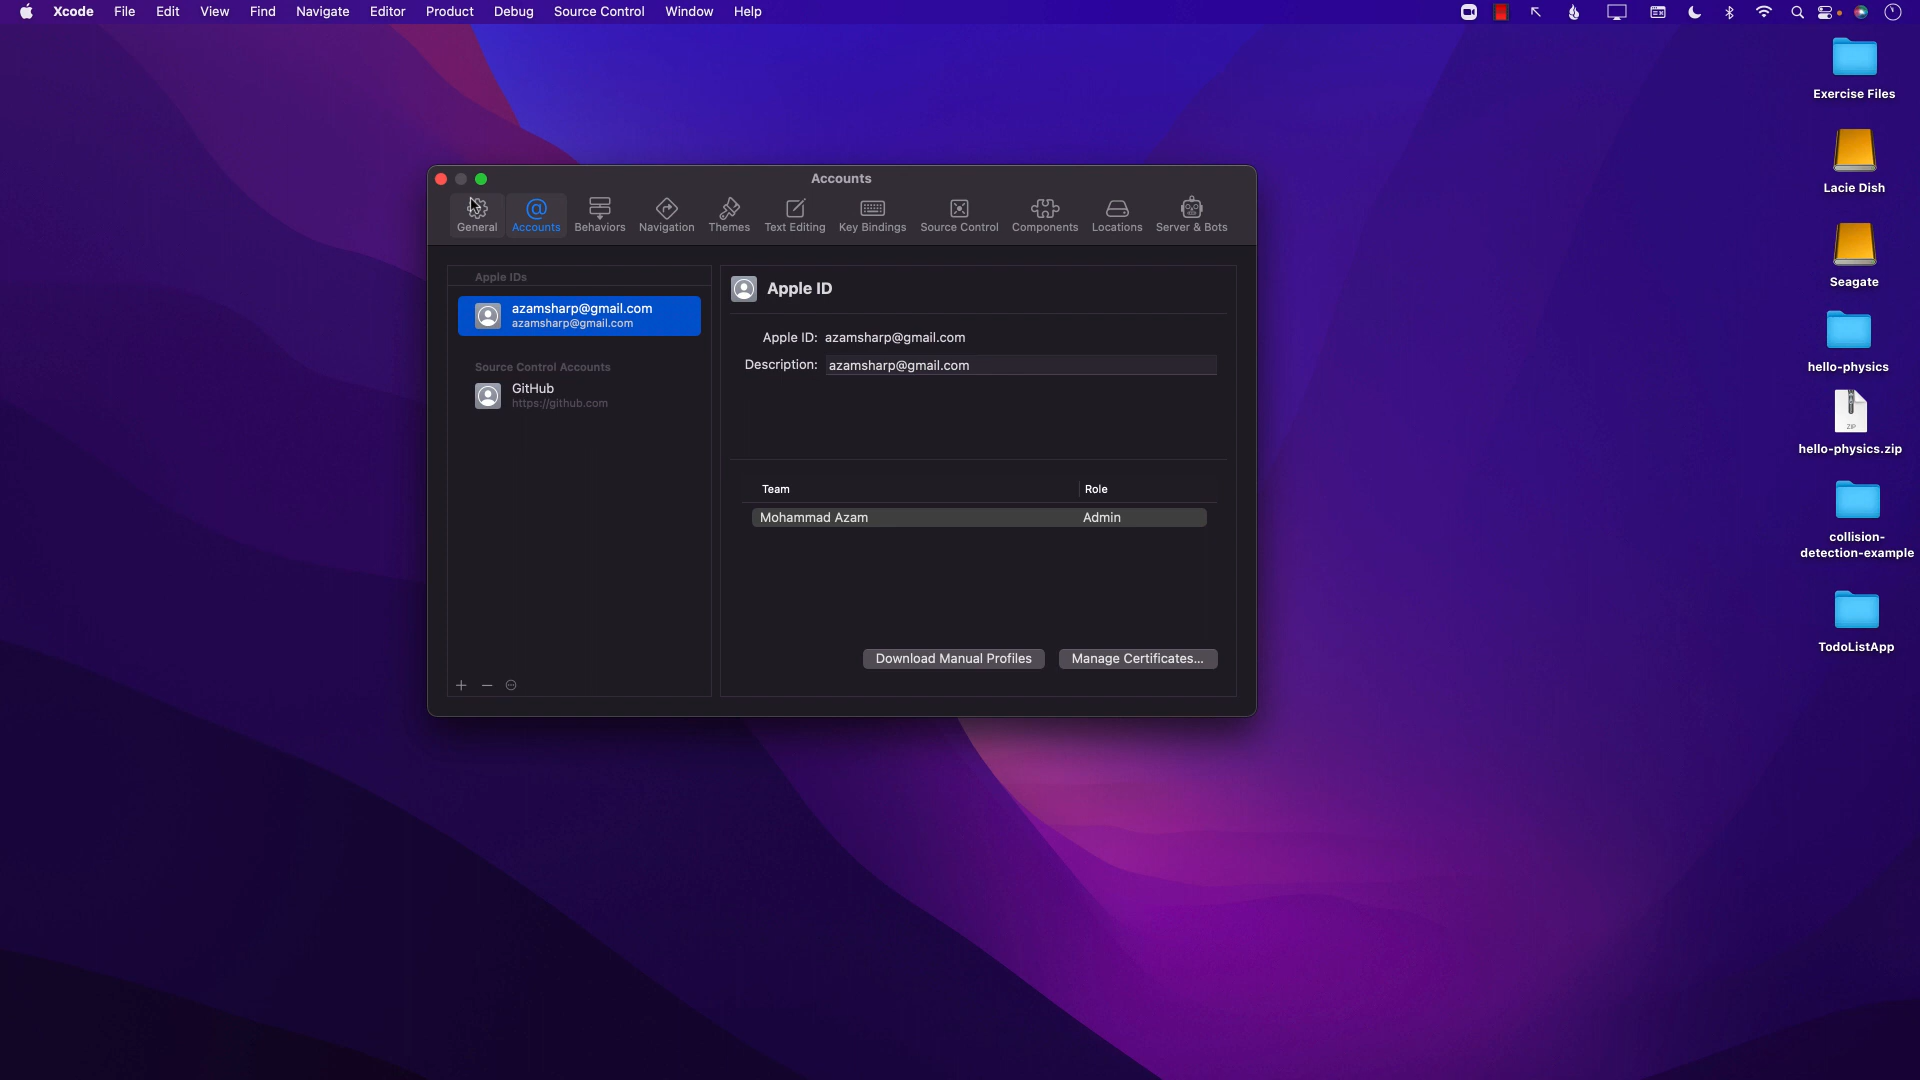 Xcode File Edit View Find Navigate Editor Product Debug Source Control Window Help
Exercise Files
Lacie Dish
Seagate
hello-physics
ZIP
hello-physics.zip
collision-
detection-example
TodoListApp
Accounts
General Accounts Behaviors Navigation Themes Text Editing Key Bindings Source Control Components Locations Server & Bots
Apple IDs
azamsharp@gmail.com
azamsharp@gmail.com
Source Control Accounts
GitHub
https://github.com
Apple ID
Apple ID: azamsharp@gmail.com
Description: azamsharp@gmail.com
Team Role
Mohammad Azam Admin
Download Manual Profiles Manage Certificates...